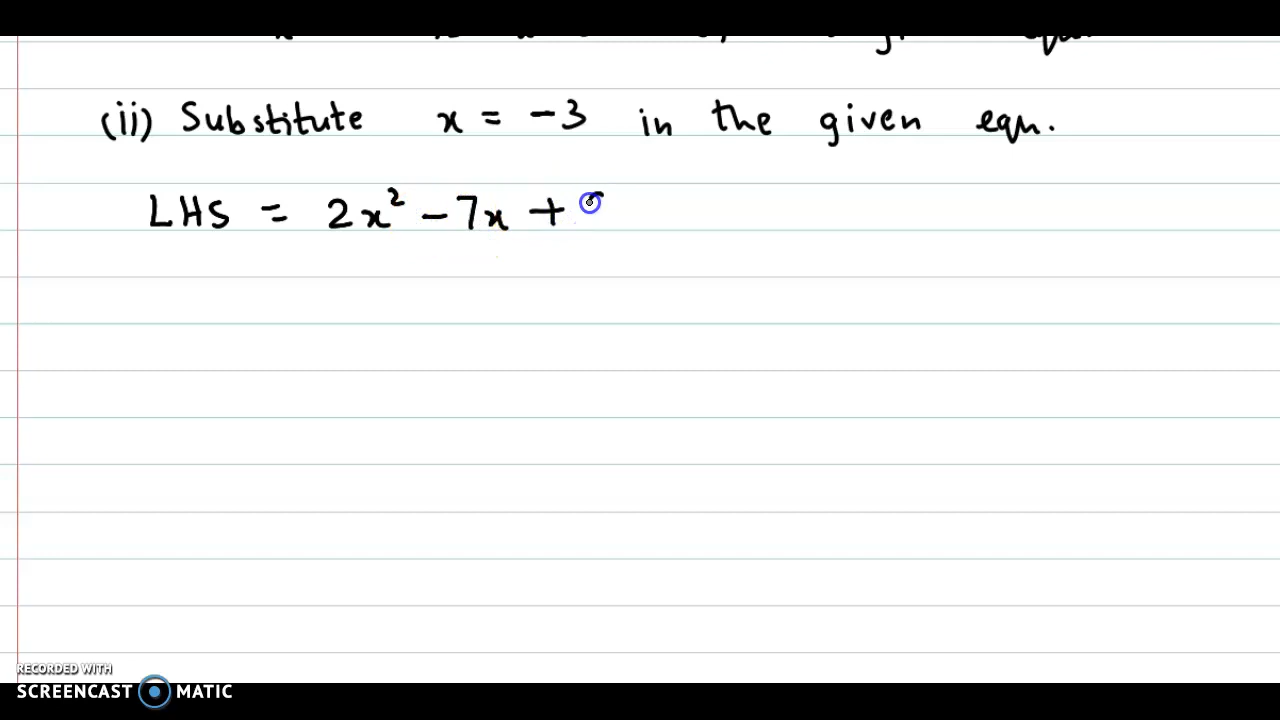 (ii) Substitute x = -3 in the given eqn.
LHS = 2x² - 7x +
RECORDED WITH
SCREENCAST MATIC